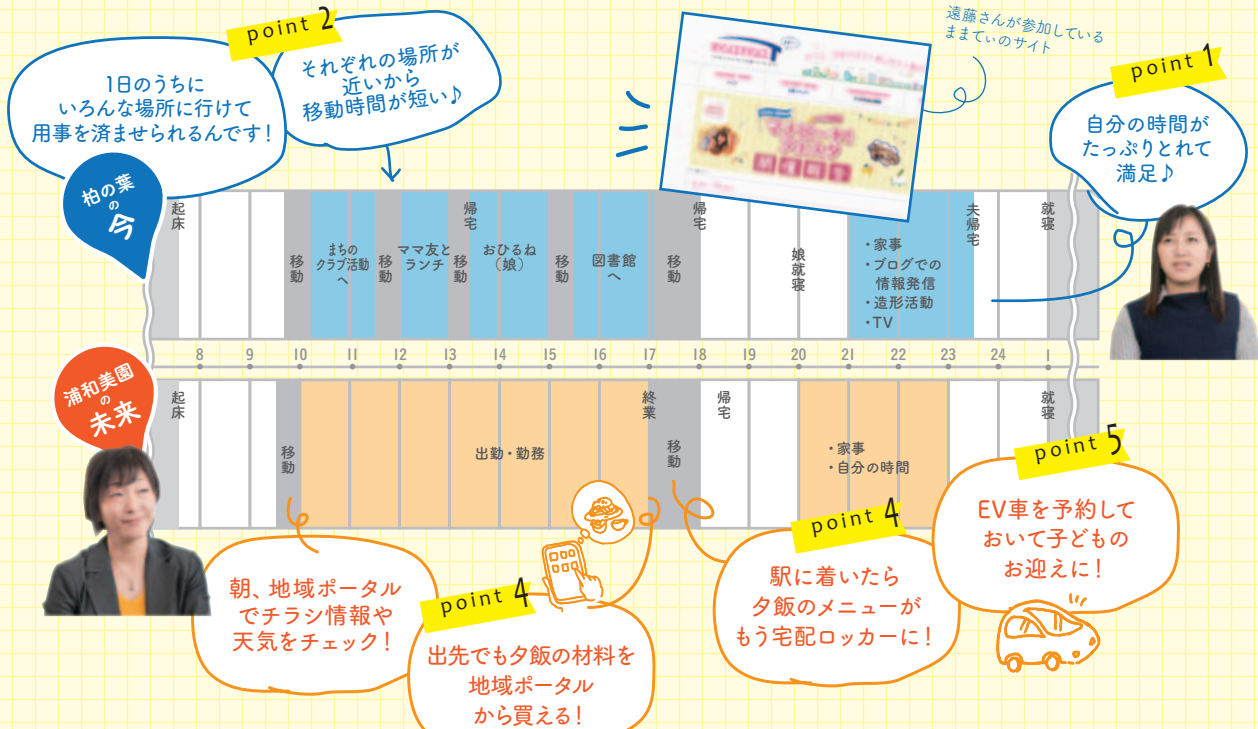 point 2
1日のうちに
いろんな場所に行けて
用事を済ませられるんです!
それぞれの場所が
近いから
移動時間が短い♪
遠藤さんが参加している
ままてぃのサイト
point 1
自分の時間が
たっぷりとれて
満足♪
柏の葉
の
今
起床
移動
まちの
クラブ活動
へ
移動
ママ友と
ランチ
帰宅
移動
おひるね
(娘)
移動
図書館
へ
移動
帰宅
娘就寝
・家事
・ブログでの
情報発信
・造形活動
・TV
夫帰宅
就寝
8 9 10 11 12 13 14 15 16 17 18 19 20 21 22 23 24 1
浦和美園
の
未来
起床
移動
出勤・勤務
終業
移動
帰宅
・家事
・自分の時間
就寝
朝、地域ポータル
でチラシ情報や
天気をチェック!
point 4
出先でも夕飯の材料を
地域ポータル
から買える!
point 4
駅に着いたら
夕飯のメニューが
もう宅配ロッカーに!
point 5
EV車を予約して
おいて子どもの
お迎えに!